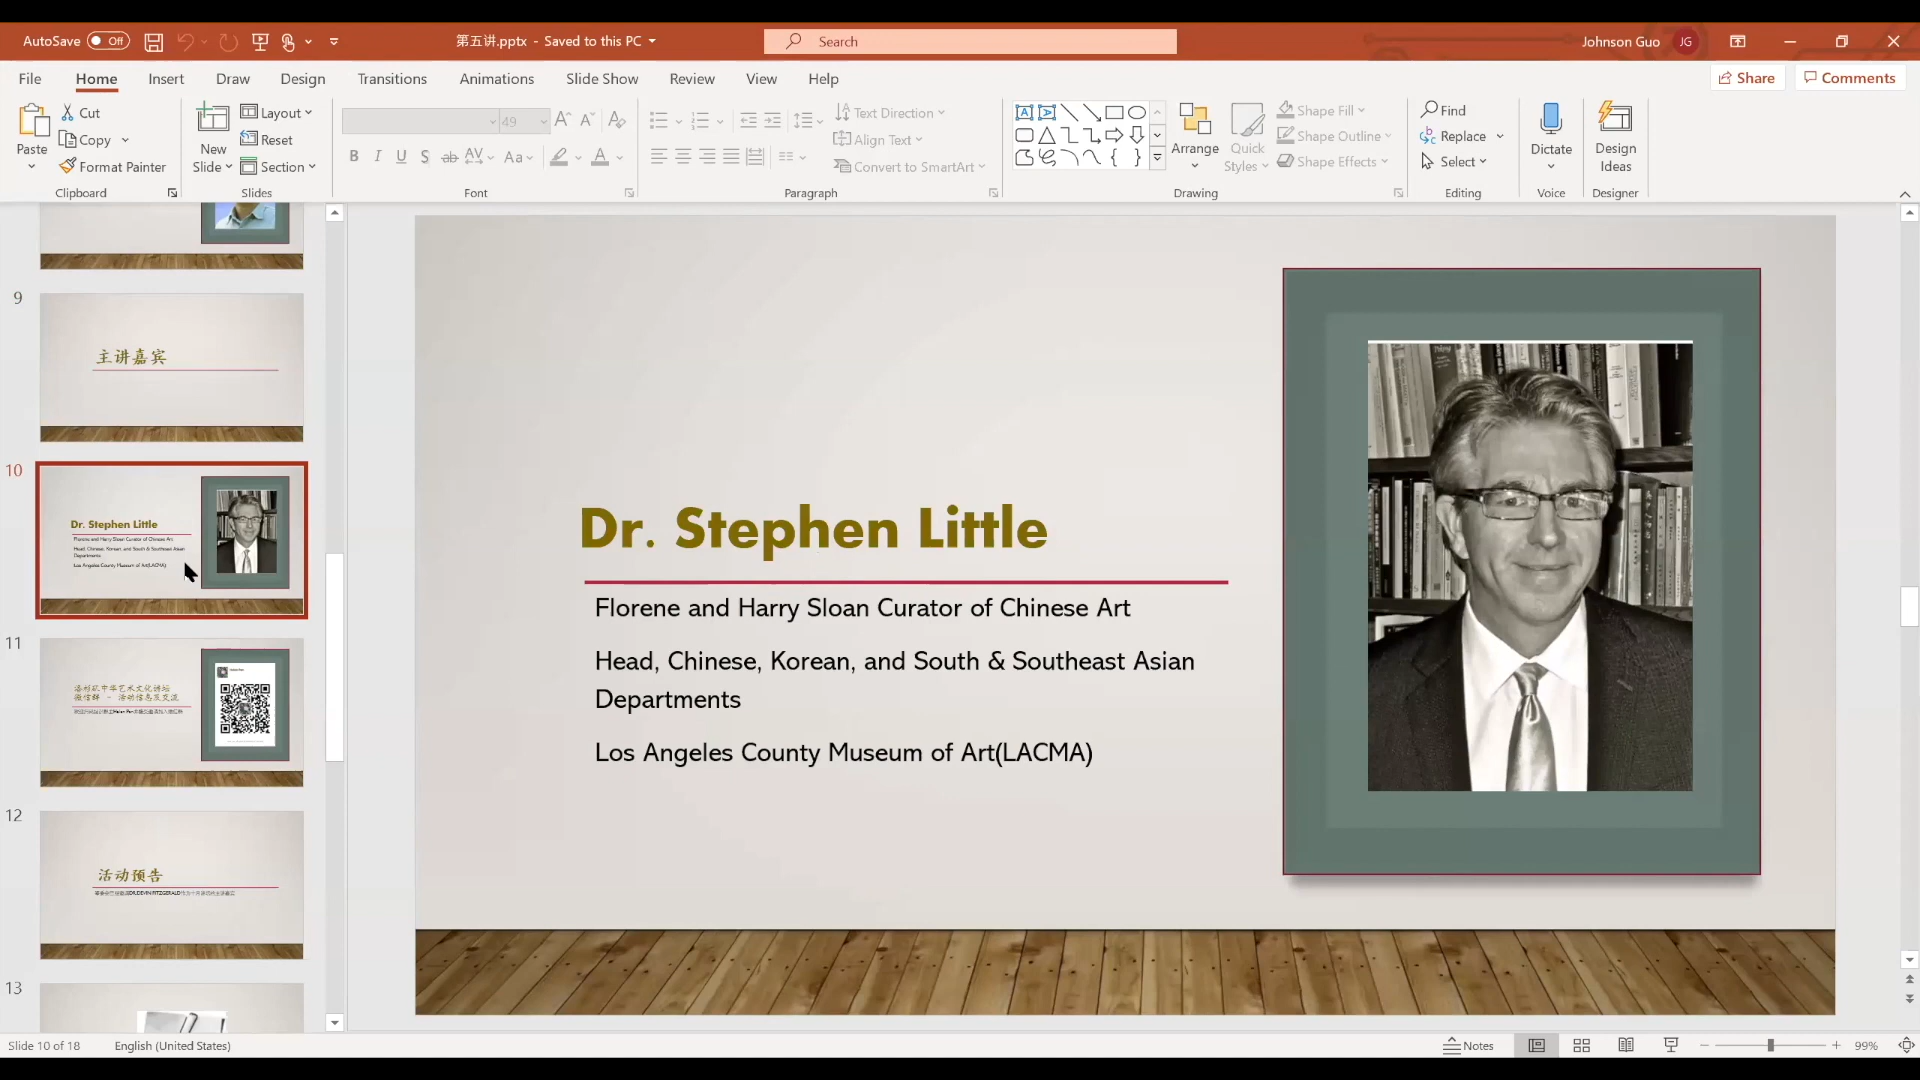 AutoSave Off
第五讲.pptx - Saved to this PC
Search
Johnson Guo JG
File Home Insert Draw Design Transitions Animations Slide Show Review View Help
Share Comments
Paste
Cut
Copy
Format Painter
Clipboard
New Slide
Layout
Reset
Section
Slides
49
Font
Text Direction
Align Text
Convert to SmartArt
Paragraph
Arrange
Quick Styles
Shape Fill
Shape Outline
Shape Effects
Drawing
Find
Replace
Select
Editing
Dictate
Voice
Design Ideas
Designer
9
主讲嘉宾
10
Dr. Stephen Little
Florene and Harry Sloan Curator of Chinese Art
Head, Chinese, Korean, and South & Southeast Asian
Departments
Los Angeles County Museum of Art(LACMA)
11
12
活动预告
13
Dr. Stephen Little
Florene and Harry Sloan Curator of Chinese Art
Head, Chinese, Korean, and South & Southeast Asian
Departments
Los Angeles County Museum of Art(LACMA)
Slide 10 of 18 English (United States) Notes 99%